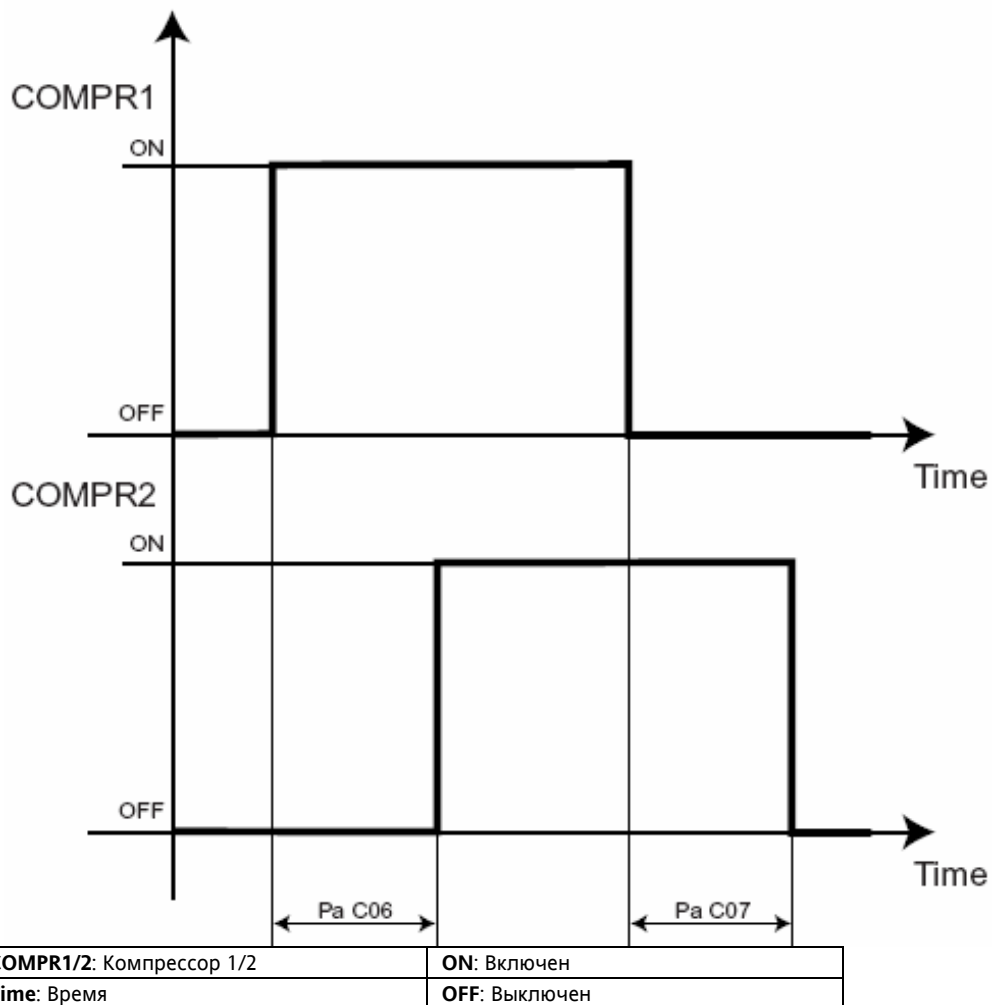 COMPR1
ON
OFF
Time
COMPR2
ON
OFF
Time
Pa C06
Pa C07
COMPR1/2: Компрессор 1/2
ON: Включен
Time: Время
OFF: Выключен